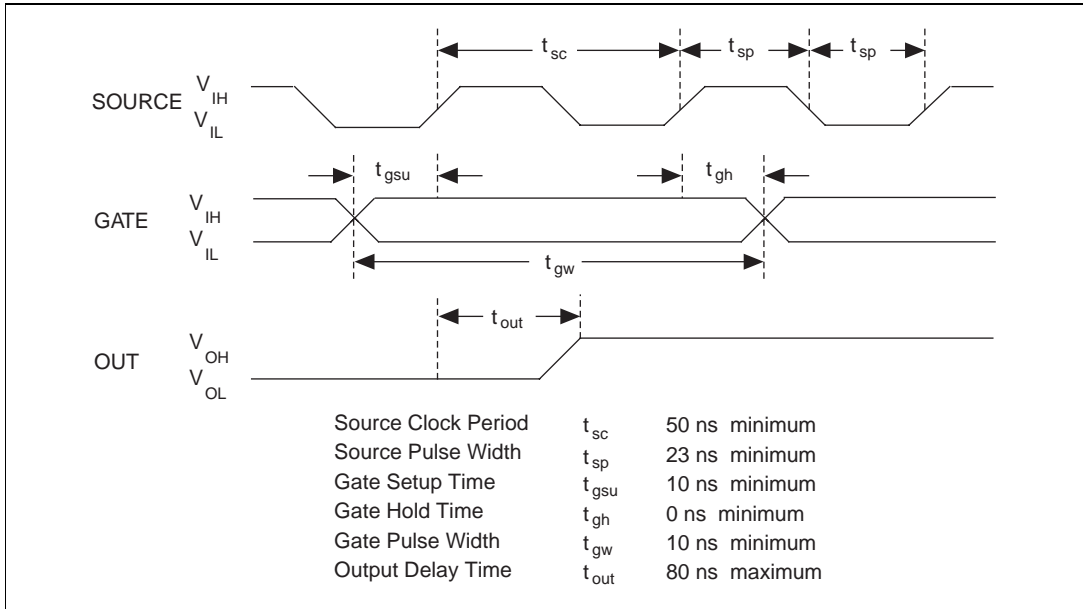 t sc t sp t sp
SOURCE V IH
V IL
t gsu t gh
GATE V IH
V IL
t gw
t out
OUT V OH
V OL
Source Clock Period t sc 50 ns minimum
Source Pulse Width t sp 23 ns minimum
Gate Setup Time t gsu 10 ns minimum
Gate Hold Time t gh 0 ns minimum
Gate Pulse Width t gw 10 ns minimum
Output Delay Time t out 80 ns maximum